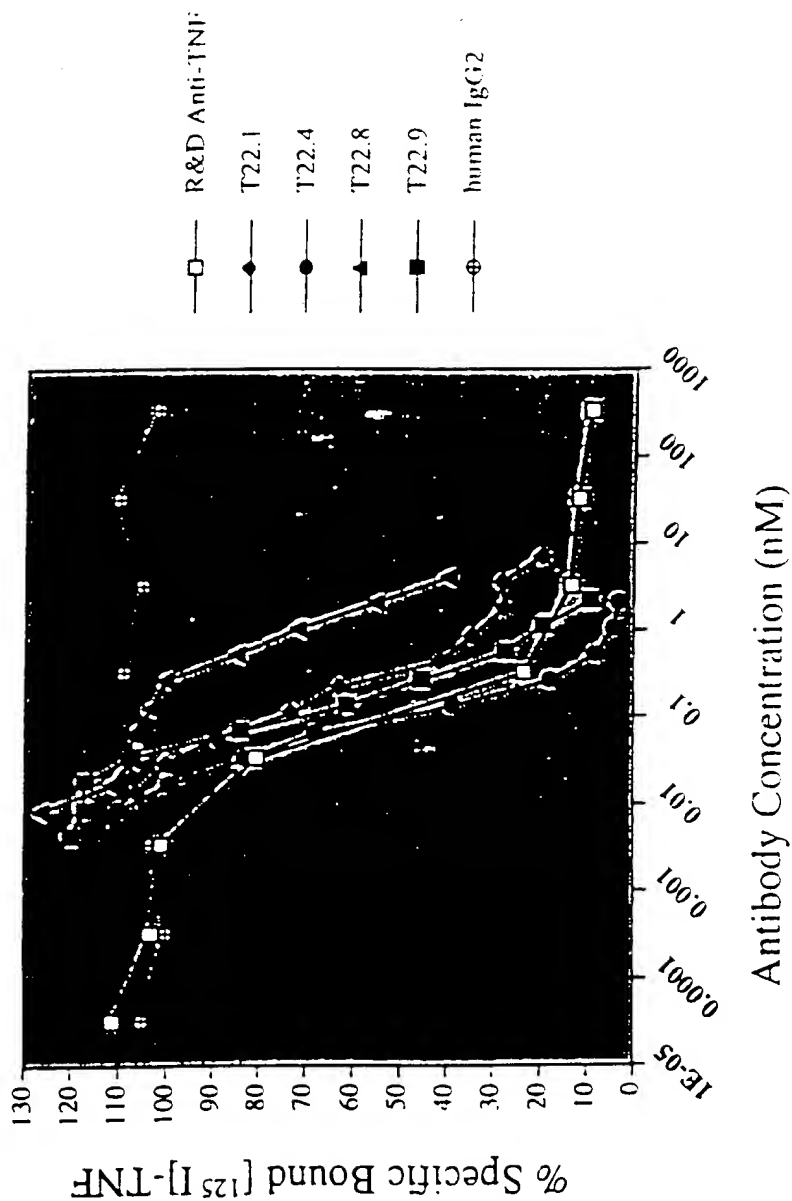 % Specific Bound [125 I]-TNF
130
120
110
100
90
80
70
60
50
40
30
20
10
0
1E-05
0.0001
0.001
0.01
0.1
1
10
100
1000
Antibody Concentration (nM)
R&D Anti-TNF
T22.1
T22.4
T22.8
T22.9
human IgG2